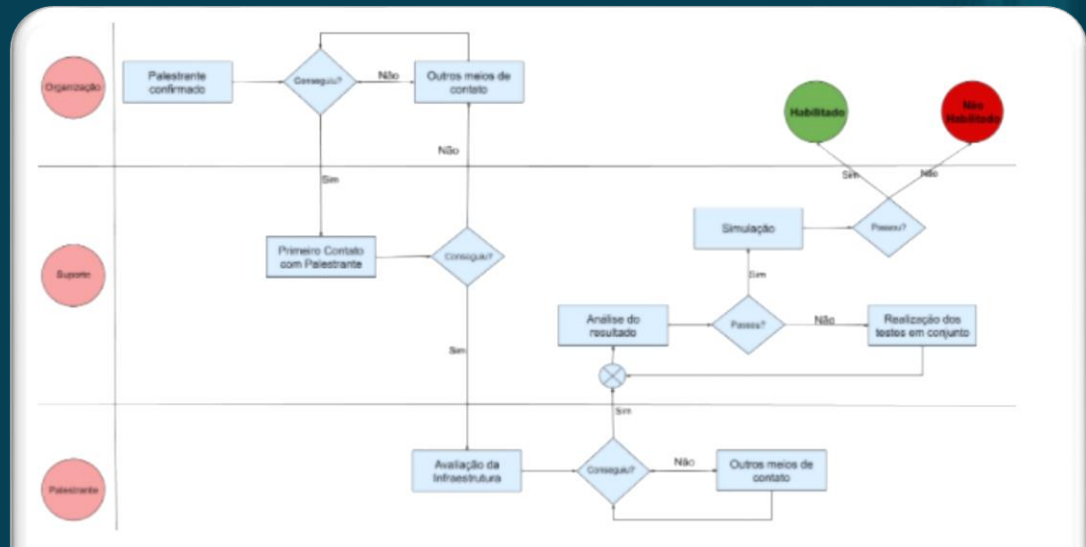 Organização
Palestrante
confirmado
Conseguiu?
Não
Outros meios de
contato
Habilitado
Não
Habilitado
Não
Sim
Sim
Não
Suporte
Primeiro Contato
com Palestrante
Conseguiu?
Simulação
Passou?
Sim
Análise do
resultado
Passou?
Não
Realização dos
testes em conjunto
Sim
Sim
Palestrante
Avaliação da
Infraestrutura
Conseguiu?
Não
Outros meios de
contato